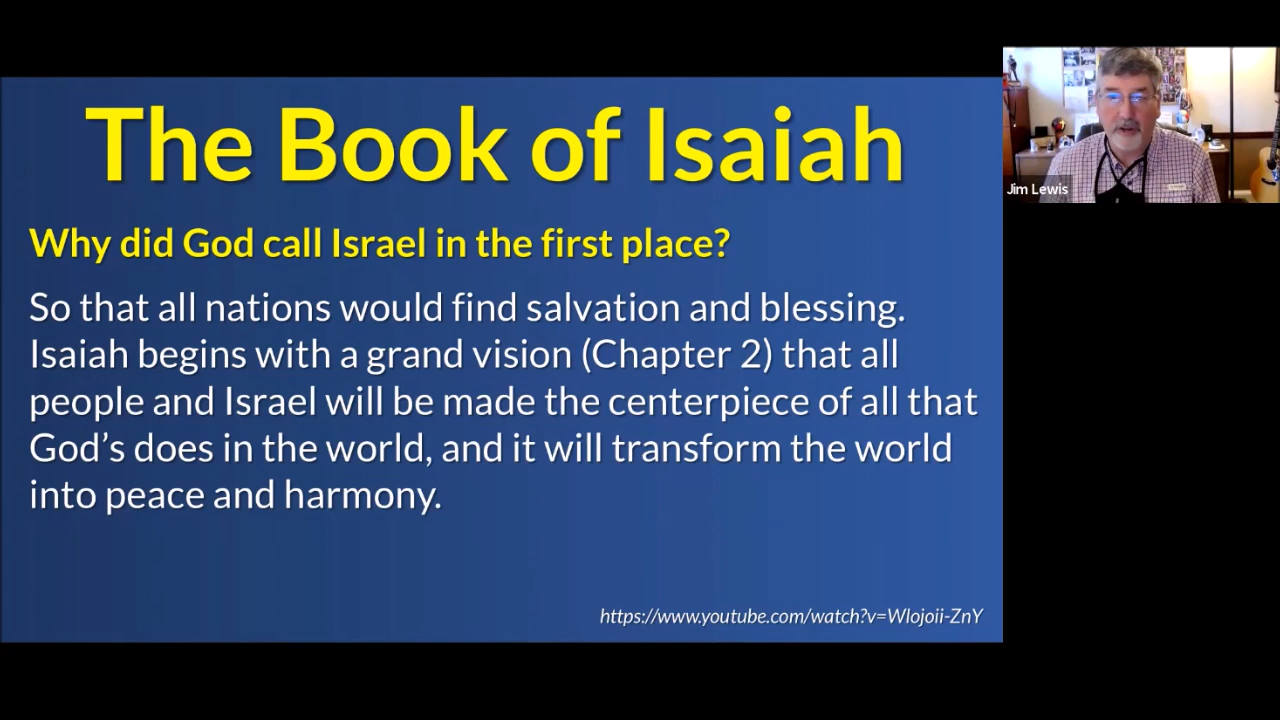 The Book of Isaiah
Why did God call Israel in the first place?
So that all nations would find salvation and blessing.
Isaiah begins with a grand vision (Chapter 2) that all
people and Israel will be made the centerpiece of all that
God’s does in the world, and it will transform the world
into peace and harmony.
https://www.youtube.com/watch?v=Wlojoii-ZnY
Jim Lewis